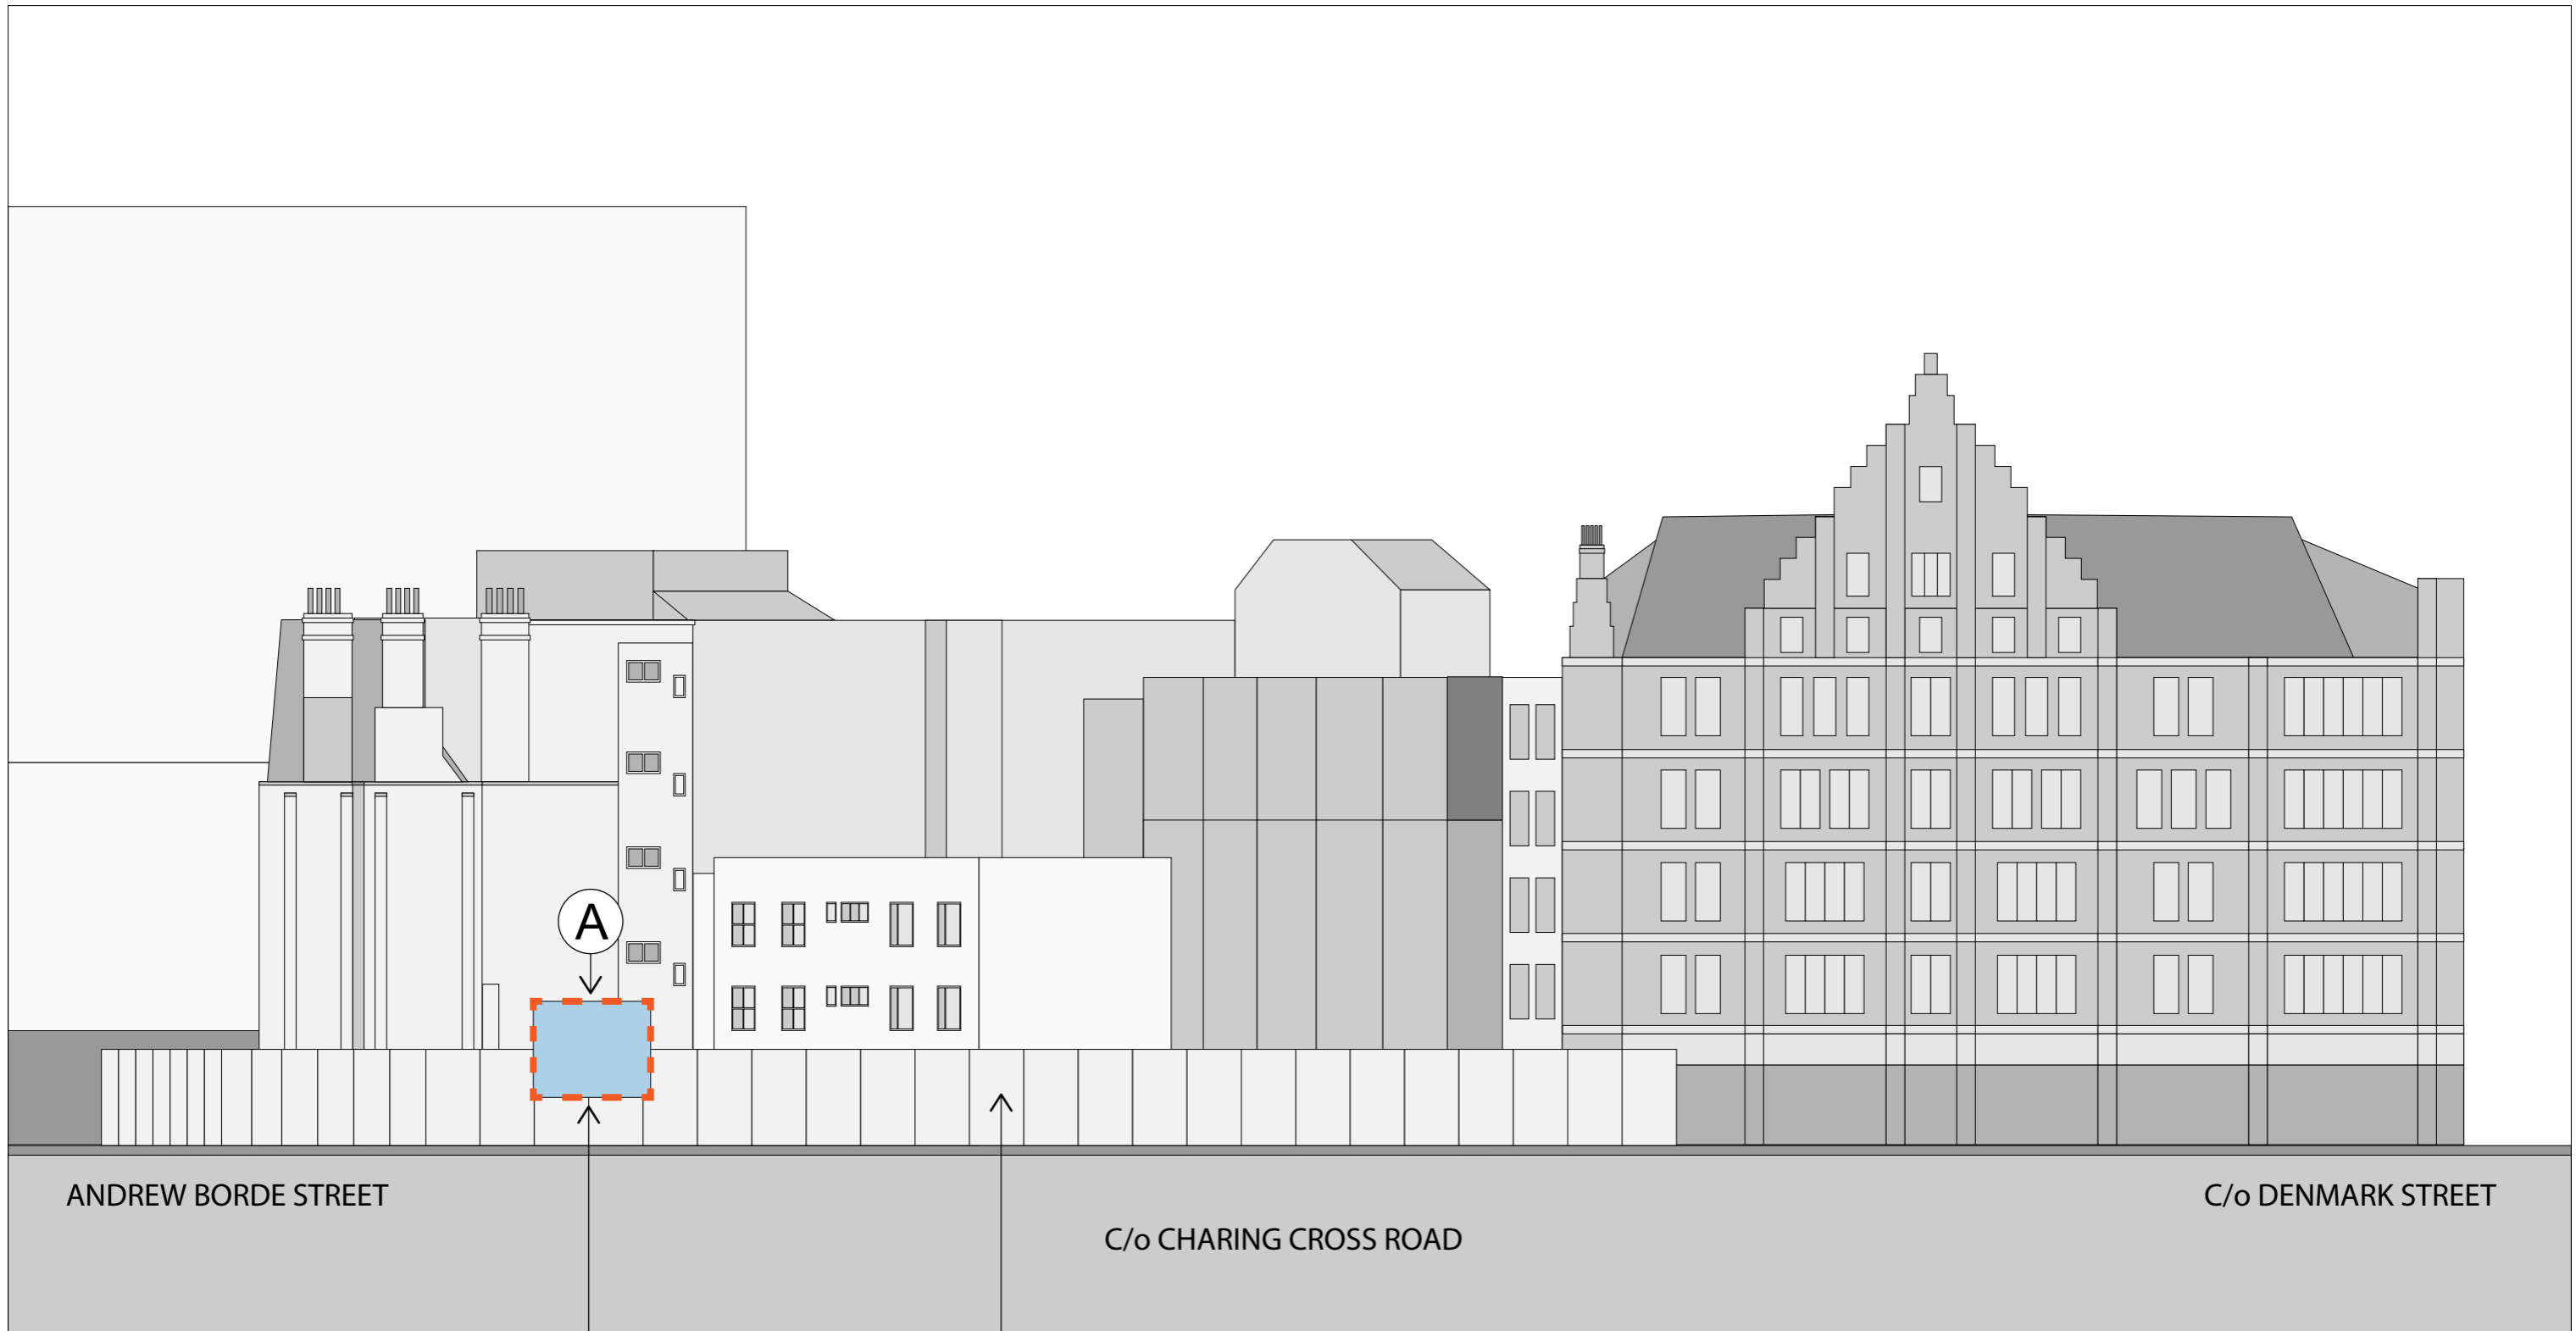 A
ANDREW BORDE STREET
C/o DENMARK STREET
C/o CHARING CROSS ROAD